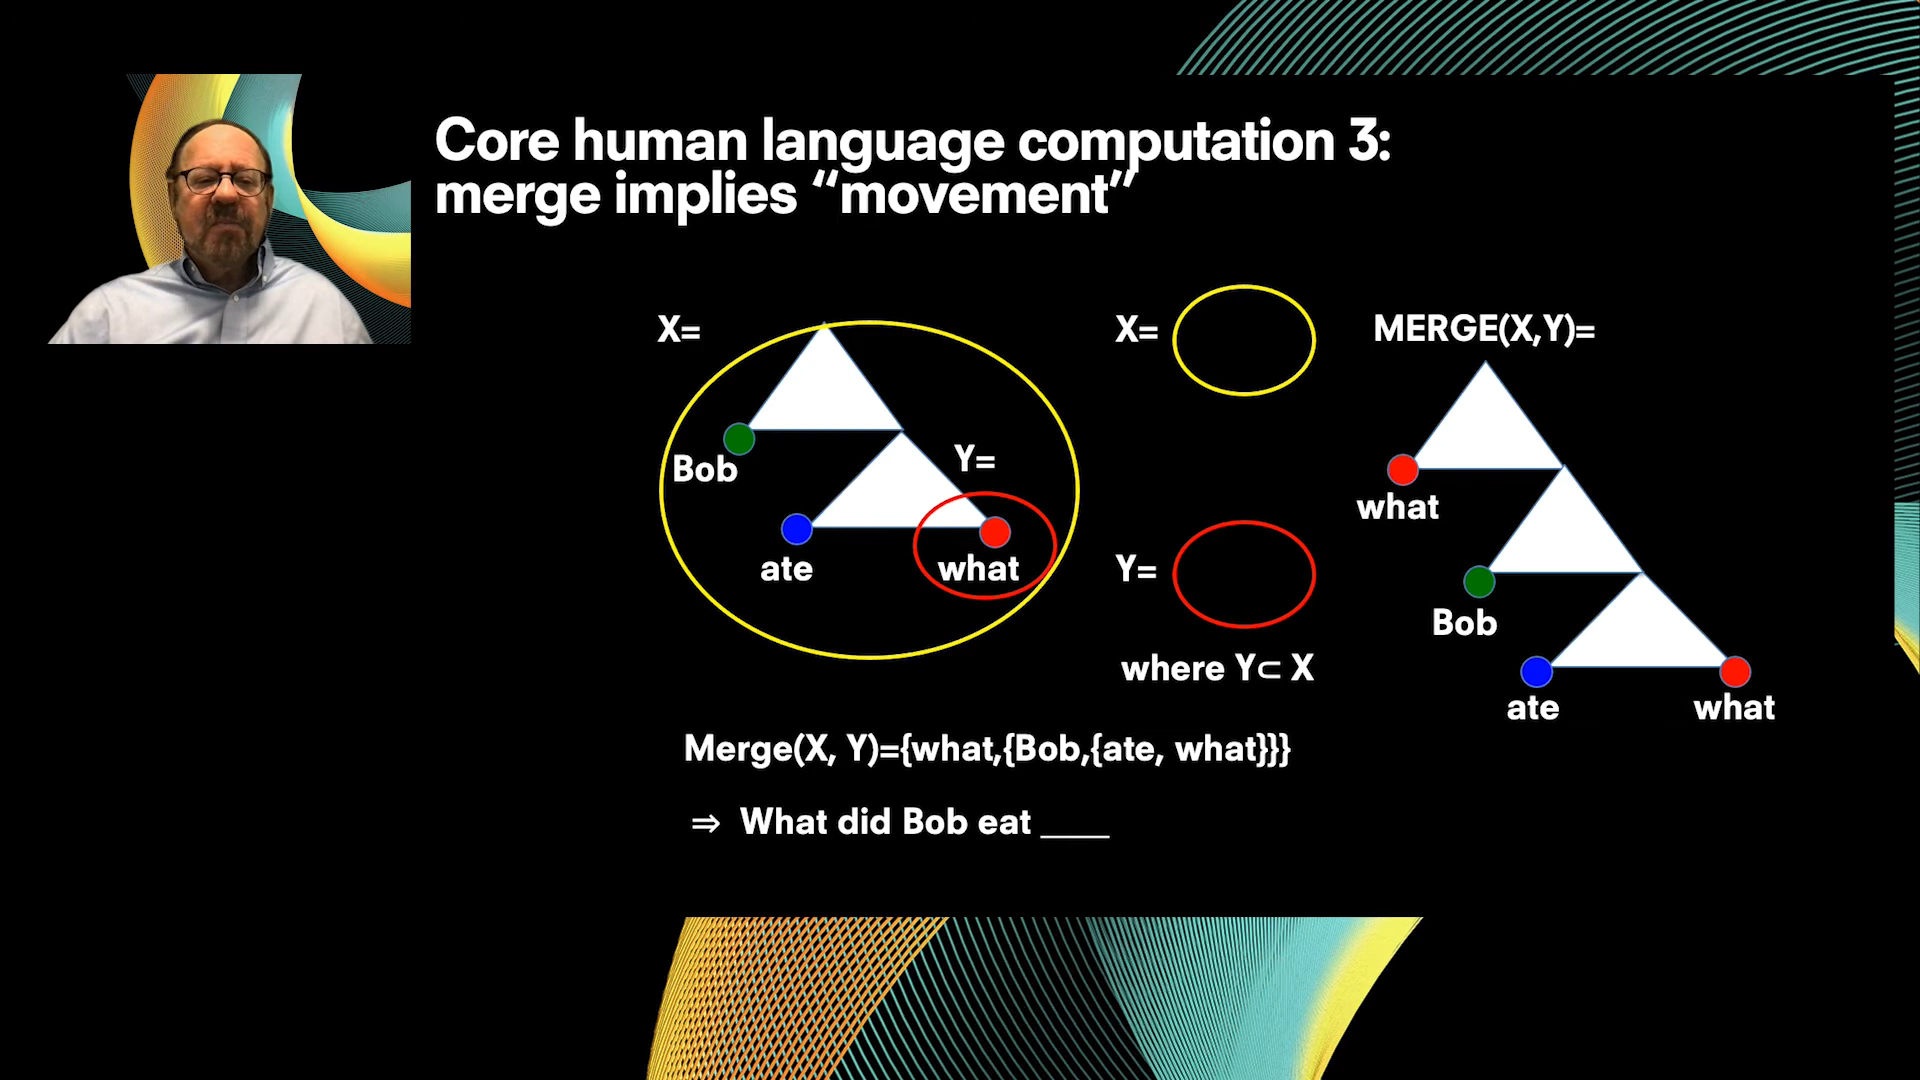 Core human language computation 3:
merge implies “movement”
X=
Bob
ate
Y=
what
X=
Y=
where Y⊂ X
MERGE(X,Y)=
what
Bob
ate
what
Merge(X, Y)={what,{Bob,{ate, what}}}
⇒ What did Bob eat ____